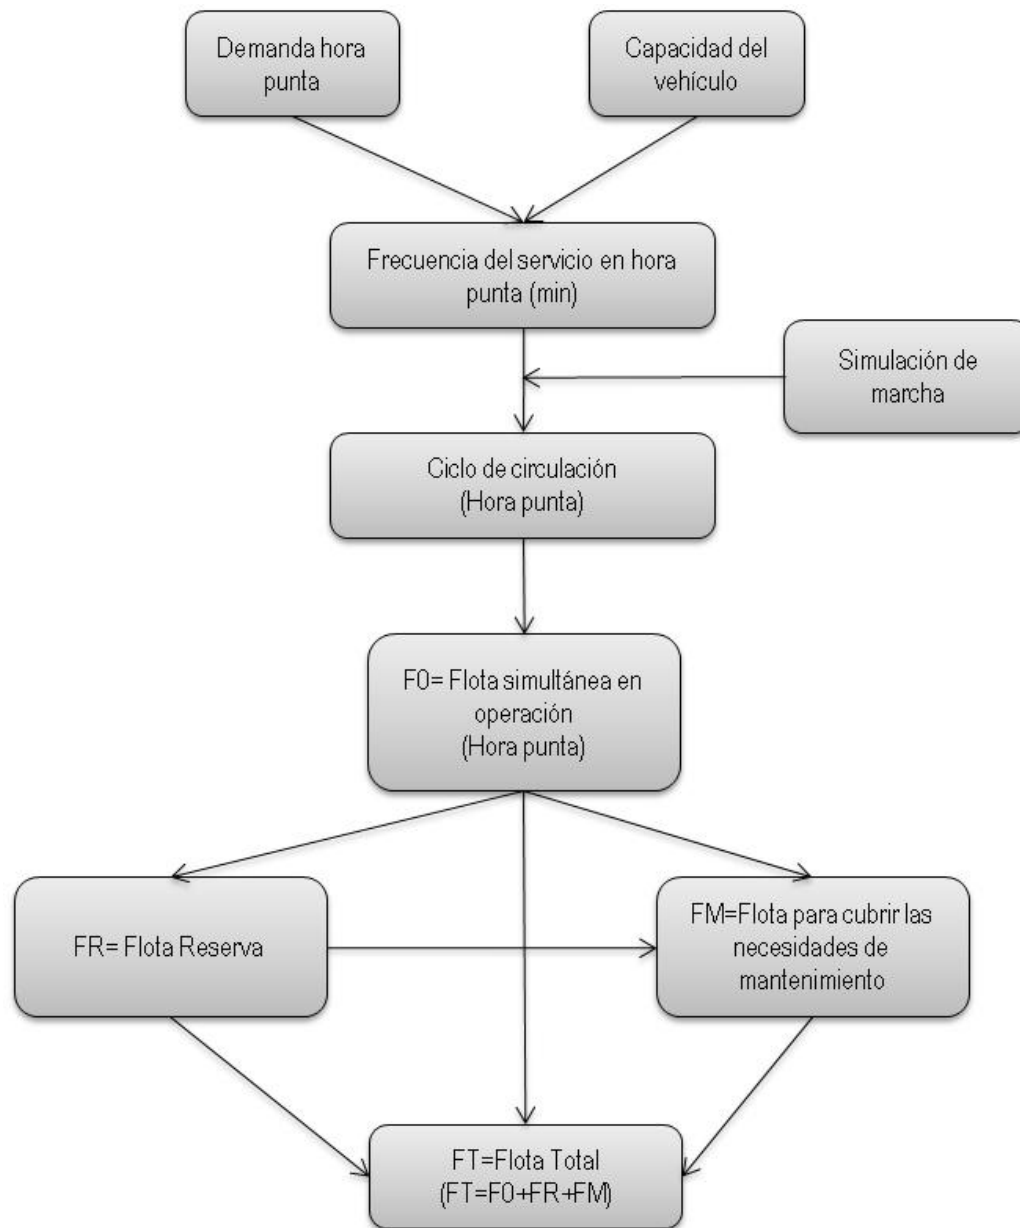 Demanda hora
punta
Capacidad del
vehículo
Frecuencia del servicio en hora
punta (min)
Simulación de
marcha
Ciclo de circulación
(Hora punta)
FO= Flota simultánea en
operación
(Hora punta)
FR= Flota Reserva
FM=Flota para cubrir las
necesidades de
mantenimiento
FT=Flota Total
(FT=FO+FR+FM)